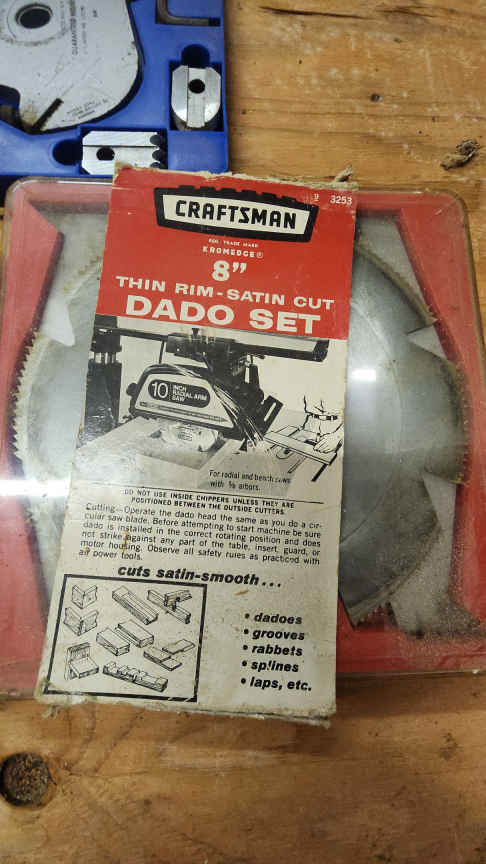 CRAFTSMAN
9 3253
REG. TRADE MARK
KROMEDGE®
8"
THIN RIM-SATIN CUT
DADO SET
10 INCH RADIAL ARM SAW
For radial and bench saws
with 5/8 arbors.
DO NOT USE INSIDE CHIPPERS UNLESS THEY ARE
POSITIONED BETWEEN THE OUTSIDE CUTTERS.
Cutting—Operate the dado head the same as you do a cir-
cular saw blade. Before attempting to start machine be sure
dado is installed in the correct rotating position and does
not strike against any part of the table, insert, guard, or
motor housing. Observe all safety rules as practiced with
all power tools.
cuts satin-smooth...
• dadoes
• grooves
• rabbets
• splines
• laps, etc.